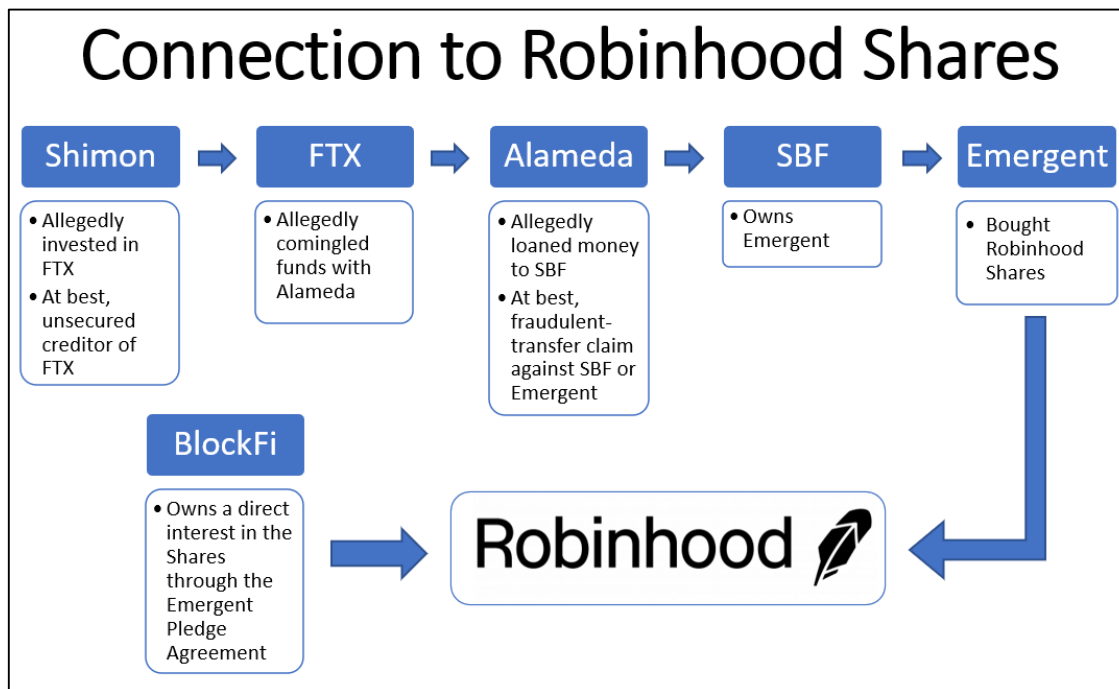 Connection to Robinhood Shares
Shimon
• Allegedly
invested in
FTX
• At best,
unsecured
creditor of
FTX
FTX
• Allegedly
comingled
funds with
Alameda
Alameda
• Allegedly
loaned money
to SBF
• At best,
fraudulent-
transfer claim
against SBF or
Emergent
SBF
• Owns
Emergent
Emergent
• Bought
Robinhood
Shares
BlockFi
• Owns a direct
interest in the
Shares
through the
Emergent
Pledge
Agreement
Robinhood